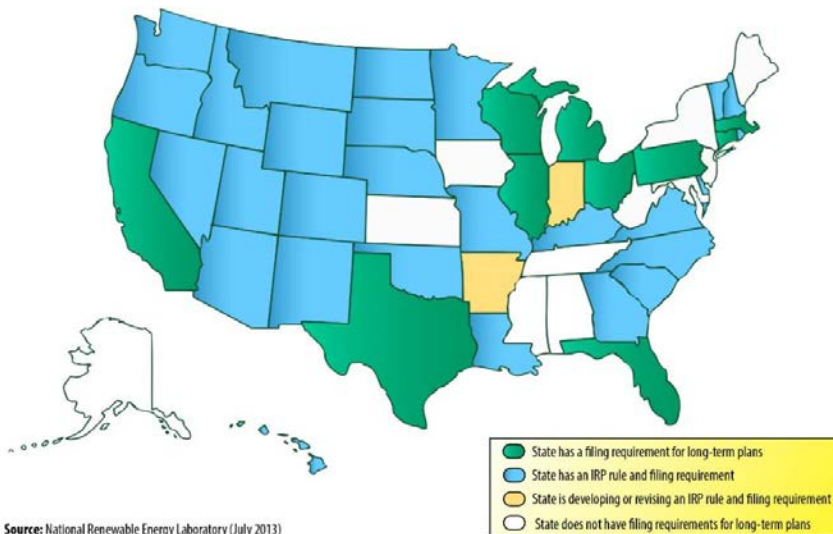 State has a filing requirement for long-term plans
State has an IRP rule and filing requirement
State is developing or revising an IRP rule and filing requirement
State does not have filing requirements for long-term plans
Source: National Renewable Energy Laboratory (July 2013)